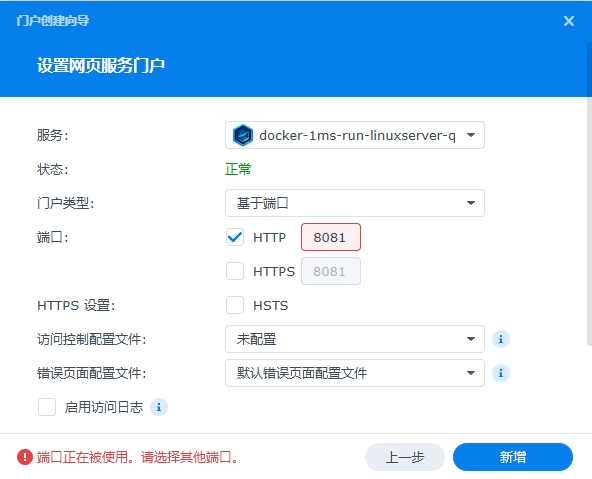 门户创建向导
设置网页服务门户
服务:
docker-1ms-run-linuxserver-q
状态:
正常
门户类型:
基于端口
端口:
HTTP 8081
HTTPS 8081
HTTPS 设置:
HSTS
访问控制配置文件:
未配置
错误页面配置文件:
默认错误页面配置文件
启用访问日志
端口正在被使用。请选择其他端口。
上一步
新增